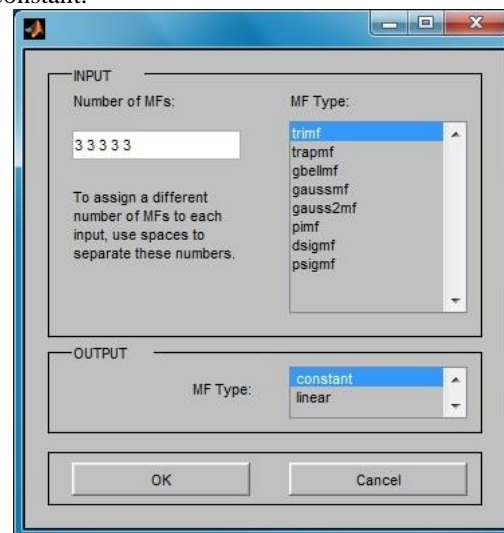 constant.
INPUT
Number of MFs:
3 3 3 3 3
To assign a different
number of MFs to each
input, use spaces to
separate these numbers.
MF Type:
trimf
trapmf
gbellmf
gaussmf
gauss2mf
pimf
dsigmf
psigmf
OUTPUT
MF Type:
constant
linear
OK
Cancel